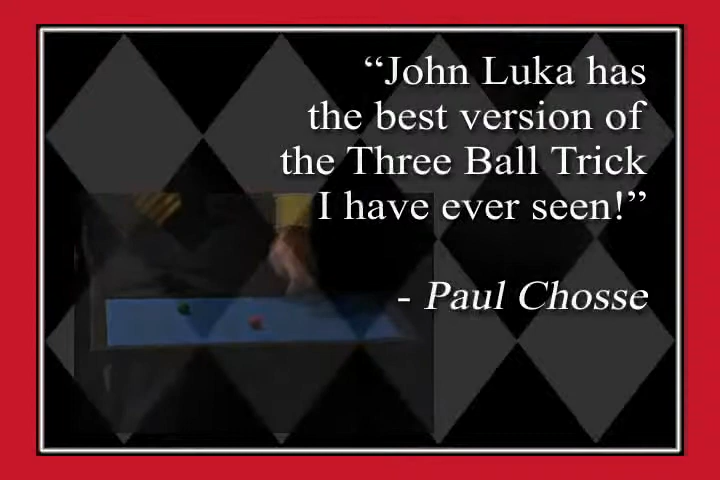 “John Luka has
the best version of
the Three Ball Trick
I have ever seen!”
- Paul Chosse